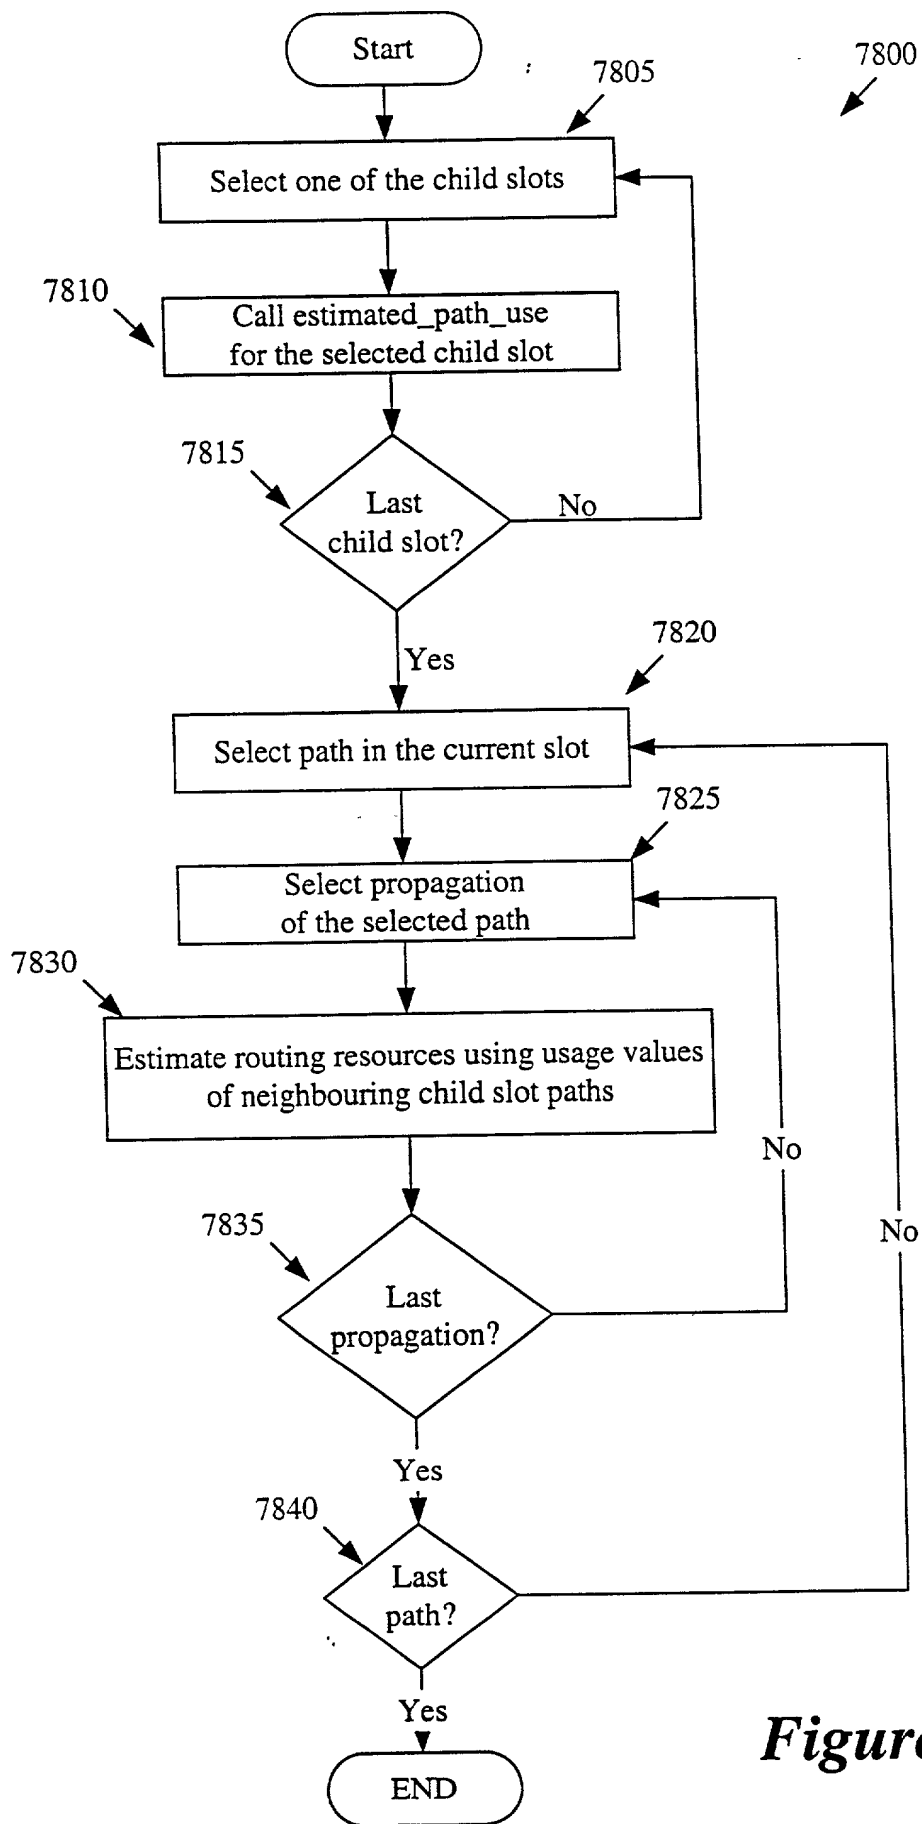 Start
7800
7805
Select one of the child slots
7810
Call estimated_path_use
for the selected child slot
7815
Last
child slot?
No
Yes
7820
Select path in the current slot
7825
Select propagation
of the selected path
7830
Estimate routing resources using usage values
of neighbouring child slot paths
No
7835
No
Last
propagation?
Yes
7840
Last
path?
Yes
END